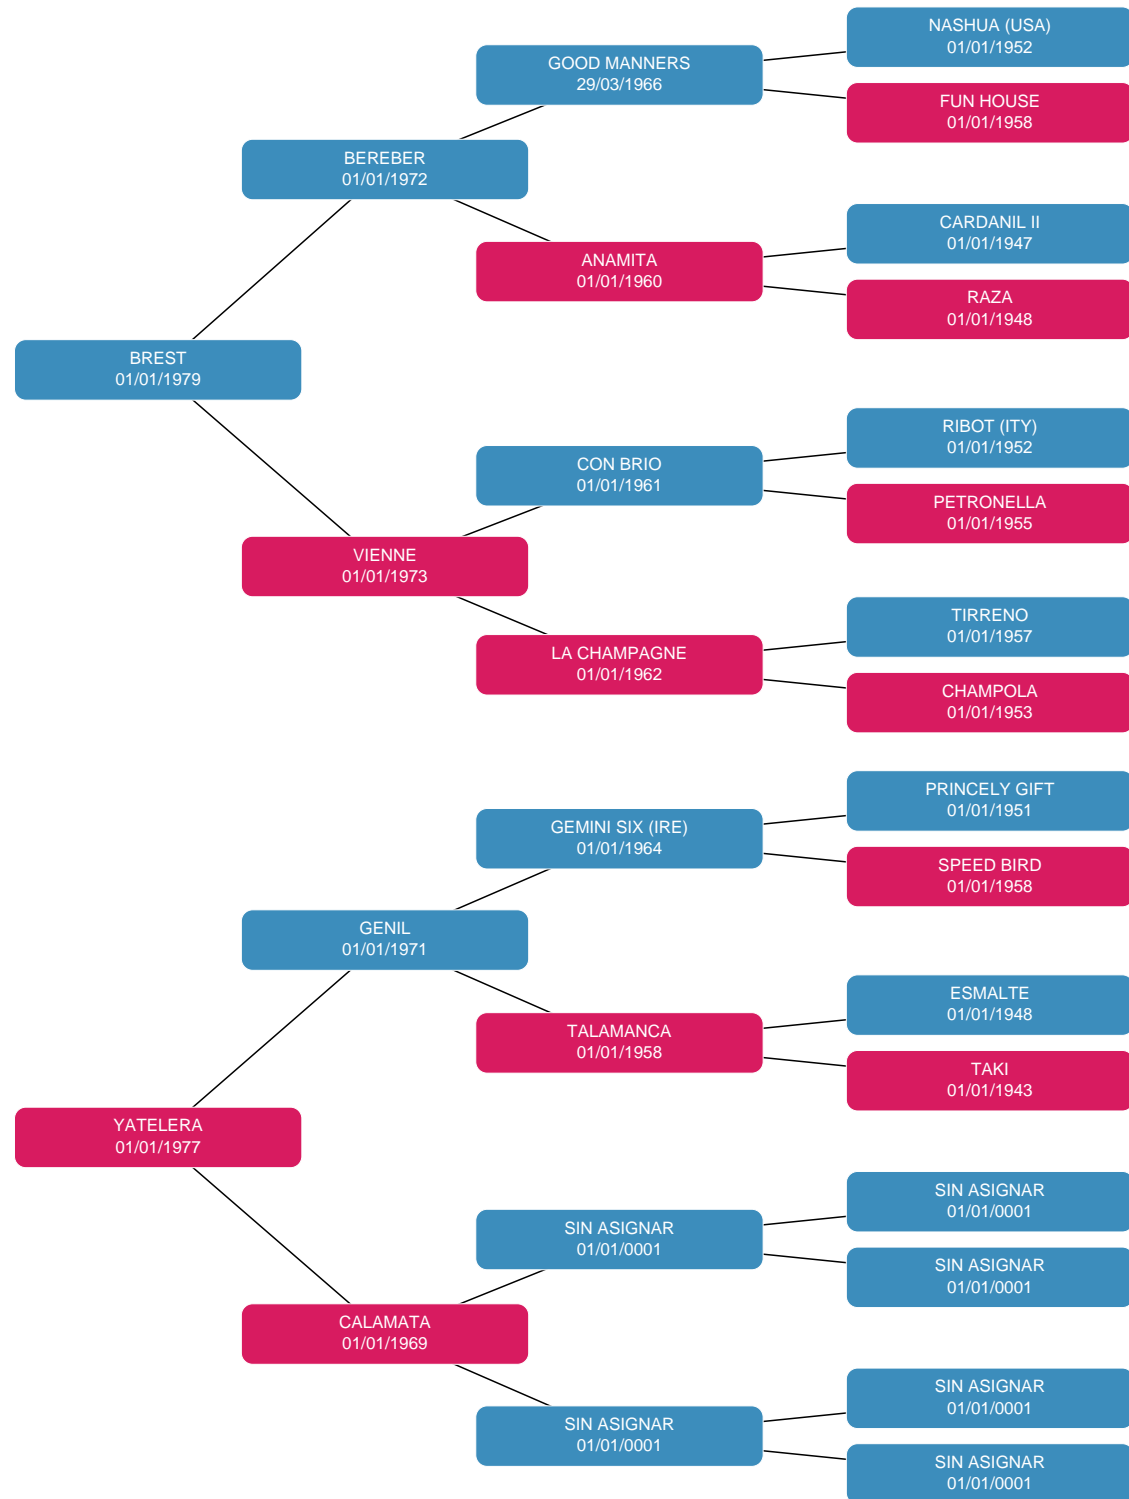 NASHUA (USA)
01/01/1952
GOOD MANNERS
29/03/1966
FUN HOUSE
01/01/1958
BEREBER
01/01/1972
CARDANIL II
01/01/1947
ANAMITA
01/01/1960
RAZA
01/01/1948
BREST
01/01/1979
RIBOT (ITY)
01/01/1952
CON BRIO
01/01/1961
PETRONELLA
01/01/1955
VIENNE
01/01/1973
TIRRENO
01/01/1957
LA CHAMPAGNE
01/01/1962
CHAMPOLA
01/01/1953
PRINCELY GIFT
01/01/1951
GEMINI SIX (IRE)
01/01/1964
SPEED BIRD
01/01/1958
GENIL
01/01/1971
ESMALTE
01/01/1948
TALAMANCA
01/01/1958
TAKI
01/01/1943
YATELERA
01/01/1977
SIN ASIGNAR
01/01/0001
SIN ASIGNAR
01/01/0001
SIN ASIGNAR
01/01/0001
CALAMATA
01/01/1969
SIN ASIGNAR
01/01/0001
SIN ASIGNAR
01/01/0001
SIN ASIGNAR
01/01/0001